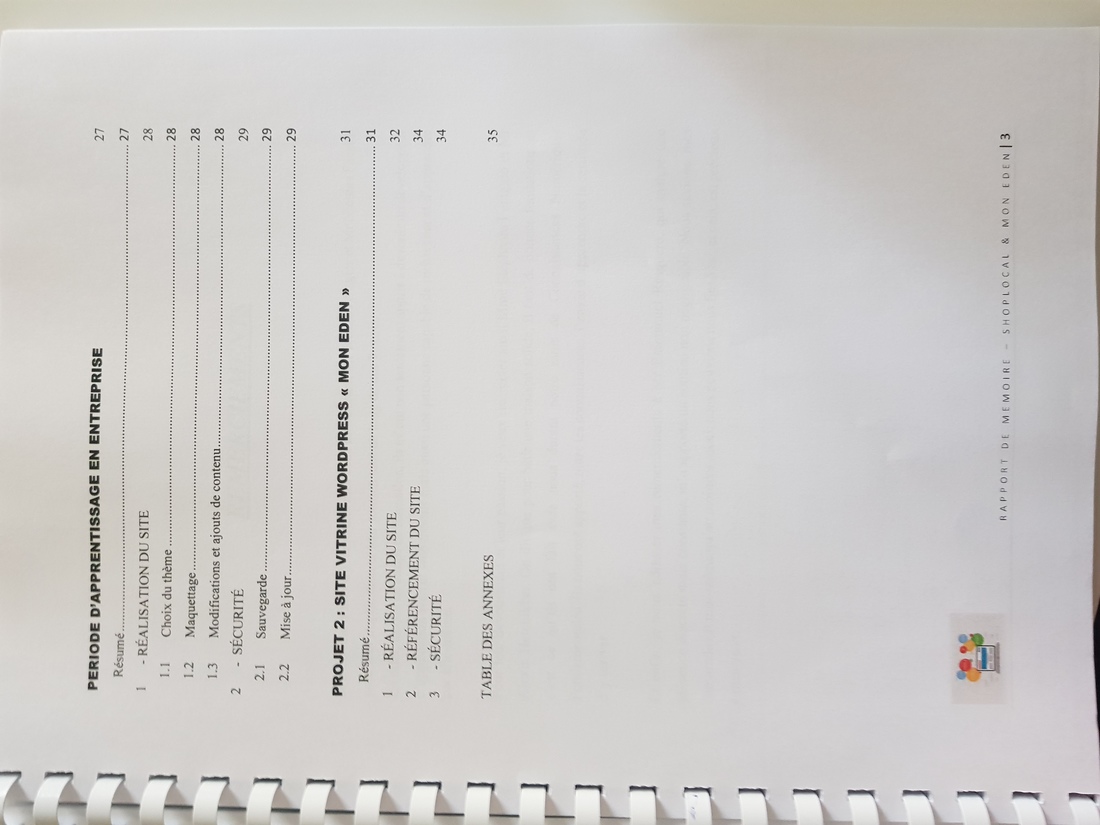 PERIODE D'APPRENTISSAGE EN ENTREPRISE 27
Résumé 27
1 - RÉALISATION DU SITE 28
1.1 Choix du thème 28
1.2 Maquettage 28
1.3 Modifications et ajouts de contenu 28
2 - SÉCURITÉ 29
2.1 Sauvegarde 29
2.2 Mise à jour 29
PROJET 2 : SITE VITRINE WORDPRESS « MON EDEN » 31
Résumé 31
1 - RÉALISATION DU SITE 32
2 - RÉFÉRENCEMENT DU SITE 34
3 - SÉCURITÉ 34
TABLE DES ANNEXES 35
RAPPORT DE MEMOIRE – SHOPLOCAL & MON EDEN | 3